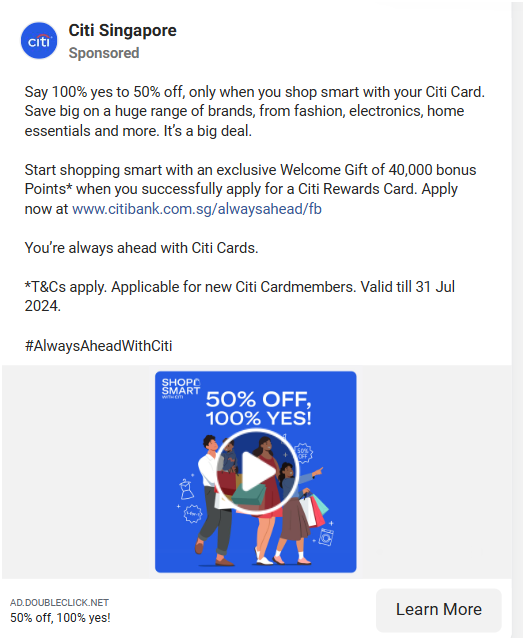 citi
Citi Singapore
Sponsored
Say 100% yes to 50% off, only when you shop smart with your Citi Card.
Save big on a huge range of brands, from fashion, electronics, home
essentials and more. It’s a big deal.
Start shopping smart with an exclusive Welcome Gift of 40,000 bonus
Points* when you successfully apply for a Citi Rewards Card. Apply
now at www.citibank.com.sg/alwaysahead/fb
You’re always ahead with Citi Cards.
*T&Cs apply. Applicable for new Citi Cardmembers. Valid till 31 Jul
2024.
#AlwaysAheadWithCiti
SHOP
SMART
WITH CITI
50% OFF,
100% YES!
50%
OFF
1-for-1
AD.DOUBLECLICK.NET
50% off, 100% yes!
Learn More